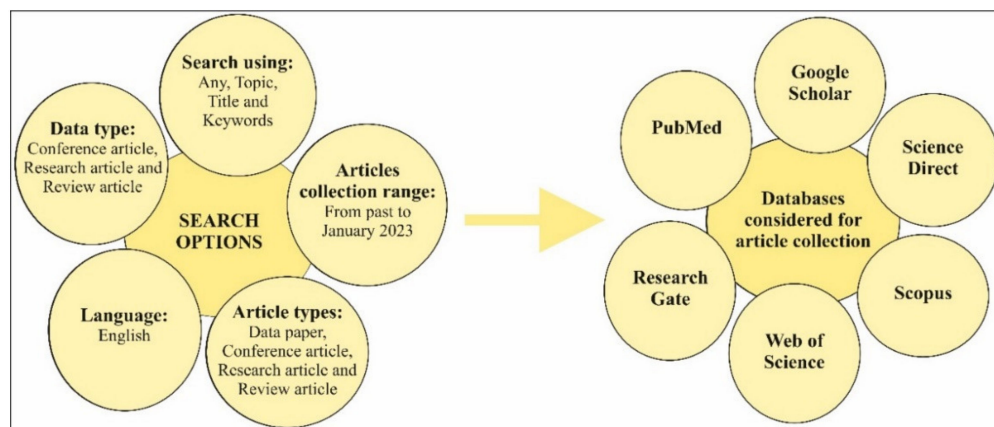 Search using:
Any, Topic,
Title and
Keywords
Data type:
Conference article,
Research article and
Review article
Articles
collection range:
From past to
January 2023
SEARCH
OPTIONS
Language:
English
Article types:
Data paper,
Conference article,
Research article and
Review article
Google
Scholar
PubMed
Science
Direct
Databases
considered for
article collection
Research
Gate
Scopus
Web of
Science